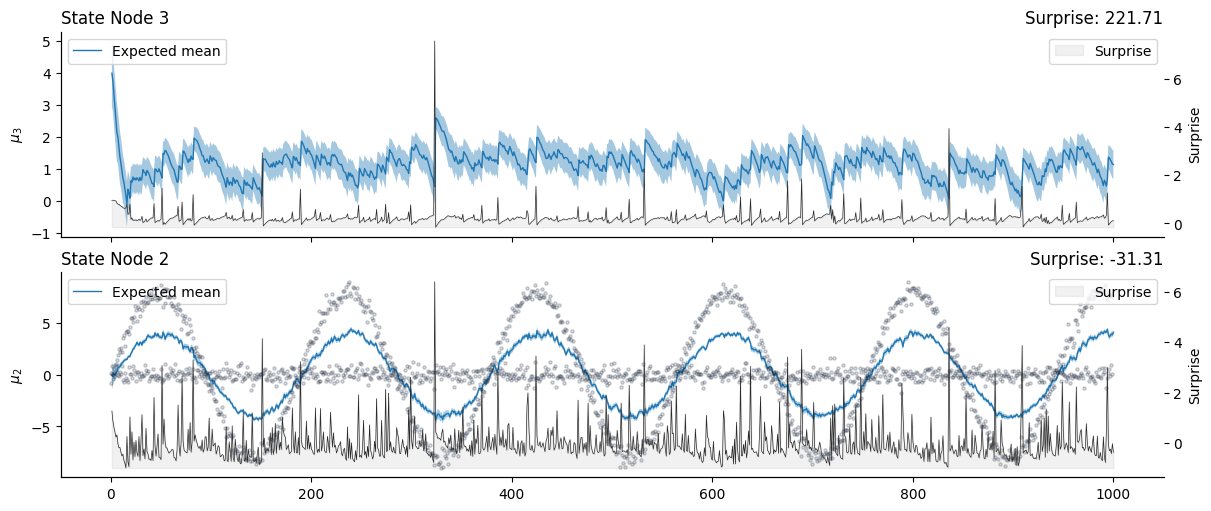 State Node 3
Surprise: 221.71
Expected mean
Surprise
5
4
3
2
1
0
−1
μ3
6
4
2
0
Surprise
State Node 2
Surprise: -31.31
Expected mean
Surprise
5
0
−5
μ2
6
4
2
0
Surprise
0
200
400
600
800
1000